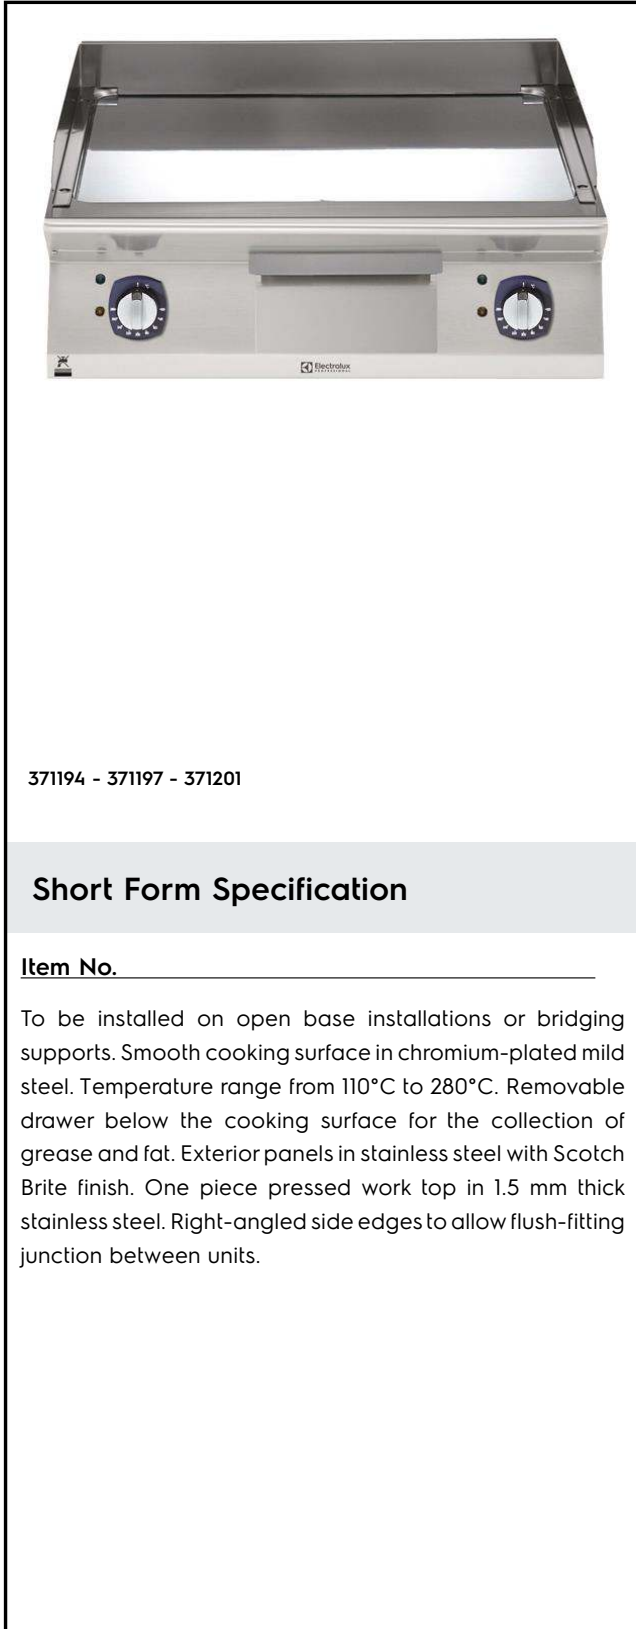 Electrolux
PROFESSIONAL
371194 - 371197 - 371201
Short Form Specification
Item No.
To be installed on open base installations or bridging
supports. Smooth cooking surface in chromium-plated mild
steel. Temperature range from 110°C to 280°C. Removable
drawer below the cooking surface for the collection of
grease and fat. Exterior panels in stainless steel with Scotch
Brite finish. One piece pressed work top in 1.5 mm thick
stainless steel. Right-angled side edges to allow flush-fitting
junction between units.